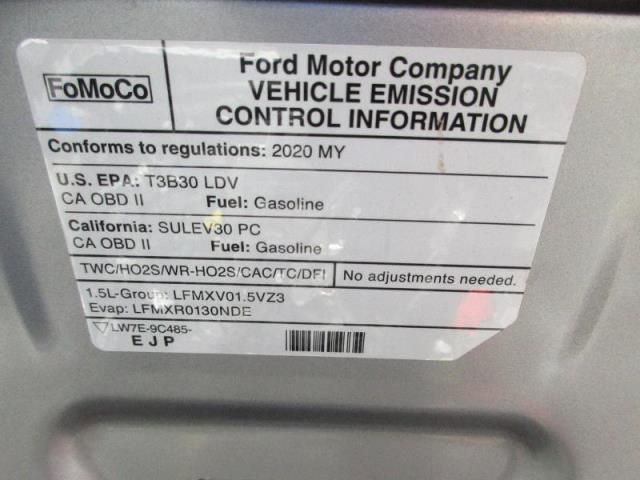 FoMoCo
Ford Motor Company
VEHICLE EMISSION
CONTROL INFORMATION
Conforms to regulations: 2020 MY
U.S. EPA: T3B30 LDV
CA OBD II Fuel: Gasoline
California: SULEV30 PC
CA OBD II Fuel: Gasoline
TWC/HO2S/WR-HO2S/CAC/TC/DFI No adjustments needed.
1.5L-Group: LFMXV01.5VZ3
Evap: LFMXR0130NDE
LW7E-9C485-
E J P